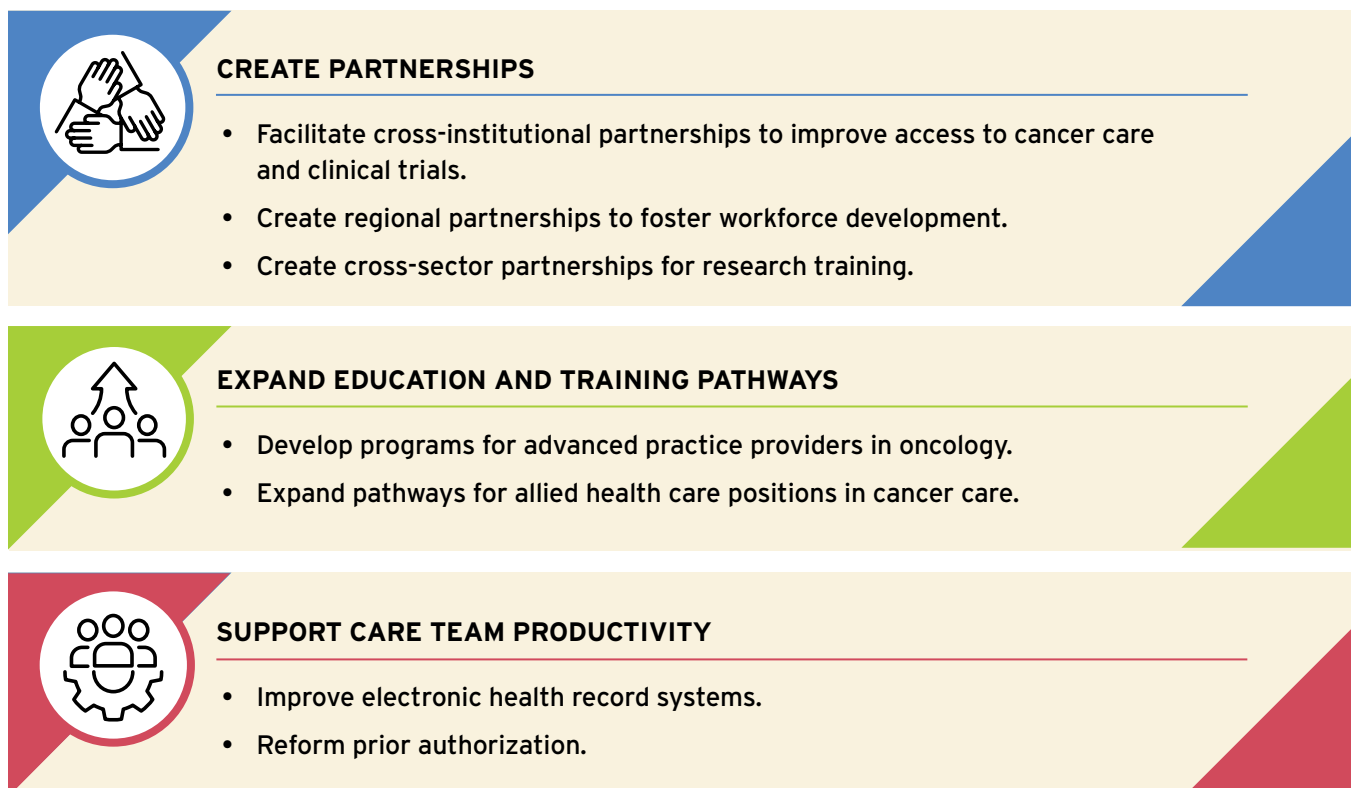 CREATE PARTNERSHIPS
• Facilitate cross-institutional partnerships to improve access to cancer care
and clinical trials.
• Create regional partnerships to foster workforce development.
• Create cross-sector partnerships for research training.
EXPAND EDUCATION AND TRAINING PATHWAYS
• Develop programs for advanced practice providers in oncology.
• Expand pathways for allied health care positions in cancer care.
SUPPORT CARE TEAM PRODUCTIVITY
• Improve electronic health record systems.
• Reform prior authorization.